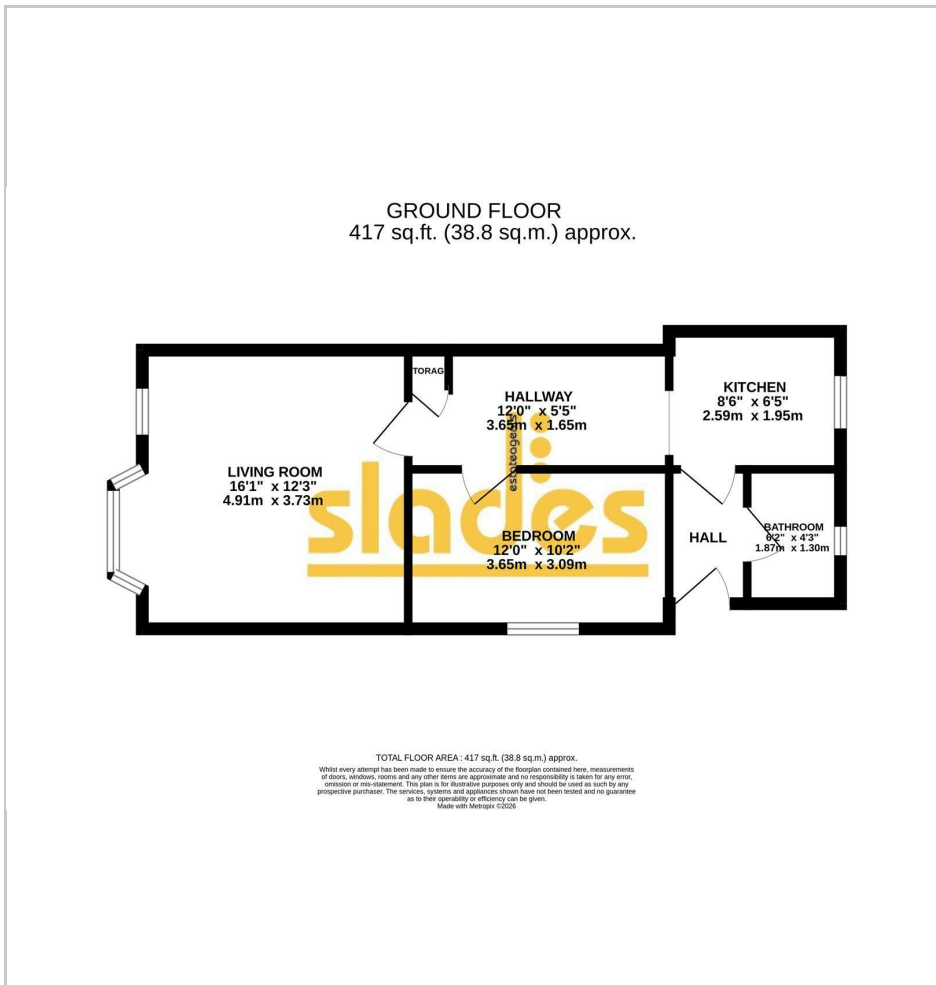 GROUND FLOOR
417 sq.ft. (38.8 sq.m.) approx.
TORAG
HALLWAY
12'0" x 5'5"
3.65m x 1.65m
KITCHEN
8'6" x 6'5"
2.59m x 1.95m
LIVING ROOM
16'1" x 12'3"
4.91m x 3.73m
slades
estateagents
BEDROOM
12'0" x 10'2"
3.65m x 3.09m
HALL
BATHROOM
6'2" x 4'3"
1.87m x 1.30m
TOTAL FLOOR AREA : 417 sq.ft. (38.8 sq.m.) approx.
Whilst every attempt has been made to ensure the accuracy of the floorplan contained here, measurements
of doors, windows, rooms and any other items are approximate and no responsibility is taken for any error,
omission or mis-statement. This plan is for illustrative purposes only and should be used as such by any
prospective purchaser. The services, systems and appliances shown have not been tested and no guarantee
as to their operability or efficiency can be given.
Made with Metropix ©2026